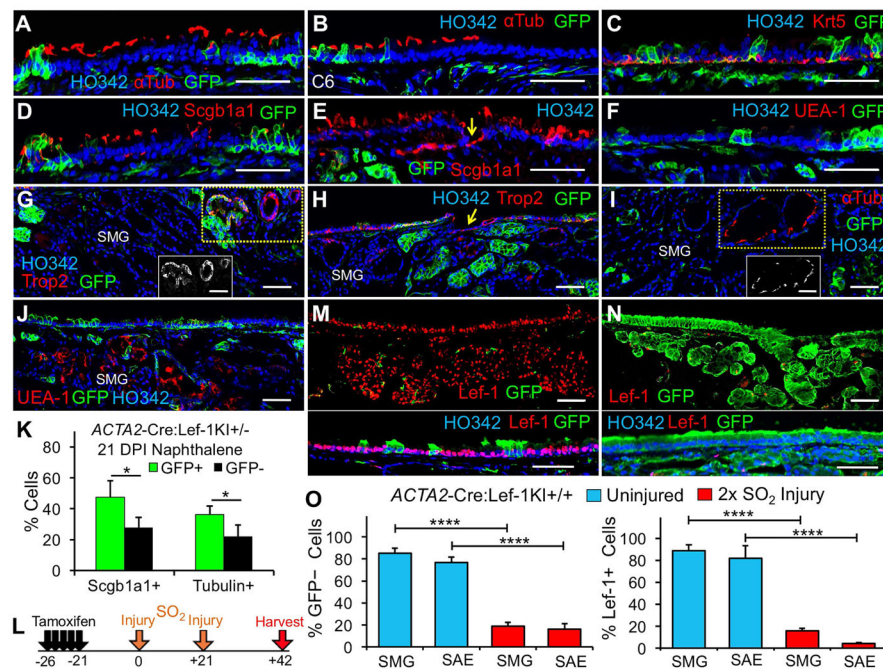 A
HO342 αTub GFP
B
HO342 αTub GFP
C6
C
HO342 Krt5 GFP
D
HO342 Scgb1a1 GFP
E
HO342
GFP Scgb1a1
F
HO342 UEA-1 GFP
G
SMG
HO342
Trop2 GFP
H
HO342 Trop2 GFP
SMG
I
αTub
GFP
HO342
SMG
J
SMG
UEA-1 GFP HO342
M
Lef-1 GFP
HO342 Lef-1 GFP
N
Lef-1 GFP
HO342 Lef-1 GFP
K
ACTA2-Cre:Lef-1KI+/-
21 DPI Naphthalene
GFP+ GFP-
% Cells
80
60
40
20
0
* *
Scgb1a1+ Tubulin+
L
Tamoxifen Injury SO2 Injury Harvest
-26 -21 0 +21 +42
O
ACTA2-Cre:Lef-1KI+/+ Uninjured 2x SO2 Injury
% GFP– Cells
100
80
60
40
20
0
****
****
SMG SAE SMG SAE
% Lef-1+ Cells
100
80
60
40
20
0
****
****
SMG SAE SMG SAE